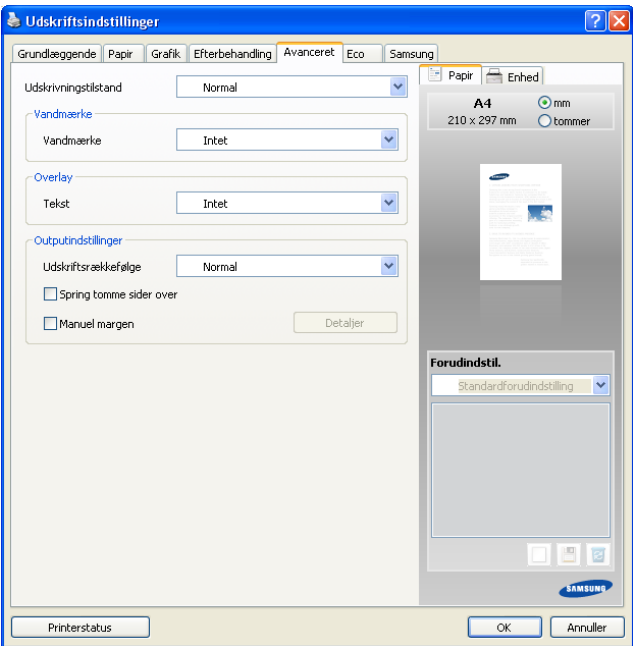 Udskriftsindstillinger
Grundlæggende Papir Grafik Efterbehandling Avanceret Eco Samsung
Udskrivningstilstand Normal
Vandmærke
Vandmærke Intet
Overlay
Tekst Intet
Outputindstillinger
Udskriftsrækkefølge Normal
Spring tomme sider over
Manuel margen Detaljer
Papir Enhed
A4 mm
210 x 297 mm tommer
Forudindstil.
Standardforudindstilling
SAMSUNG
Printerstatus OK Annuller